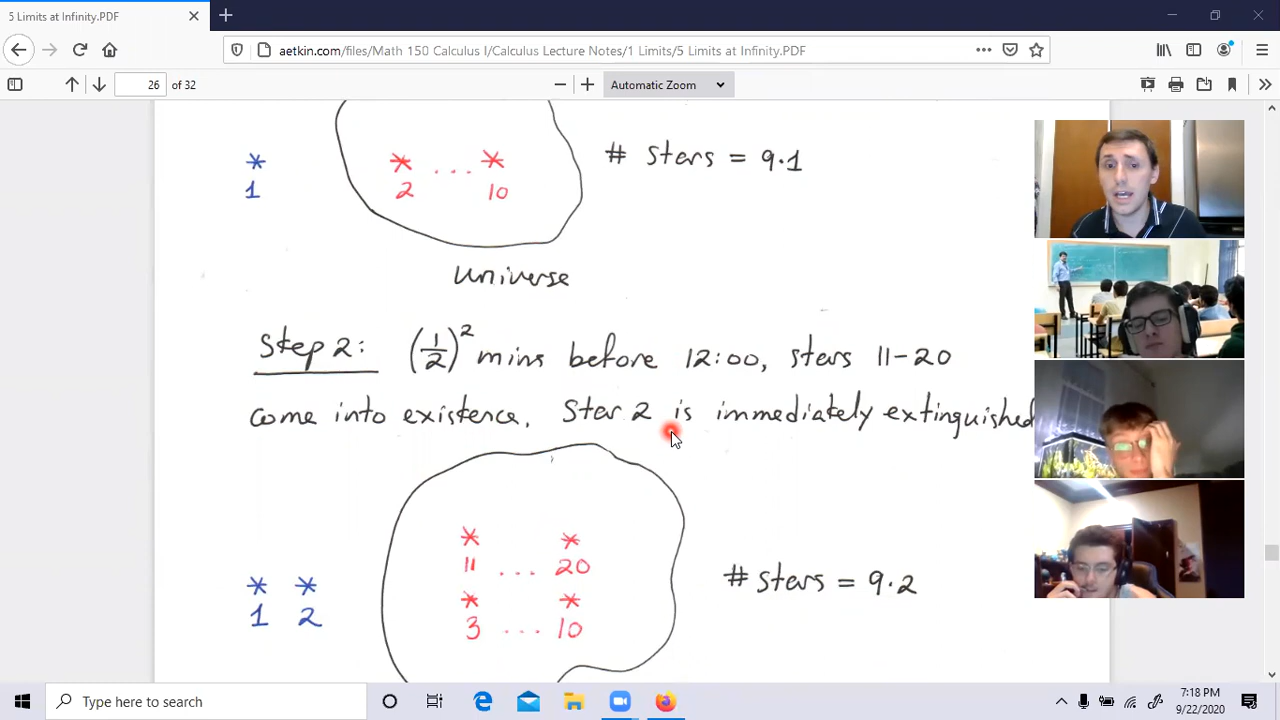 5 Limits at Infinity.PDF
aetkin.com/files/Math 150 Calculus I/Calculus Lecture Notes/1 Limits/5 Limits at Infinity.PDF
26 of 32
Automatic Zoom
* * * # Stars = 9·1
1 2 ... 10
Universe
Step 2: (1/2)^2 mins before 12:00, stars 11-20
come into existence. Star 2 is immediately extinguished
* *
11 ... 20
* * * * # Stars = 9·2
1 2 3 ... 10
Type here to search
7:18 PM
9/22/2020